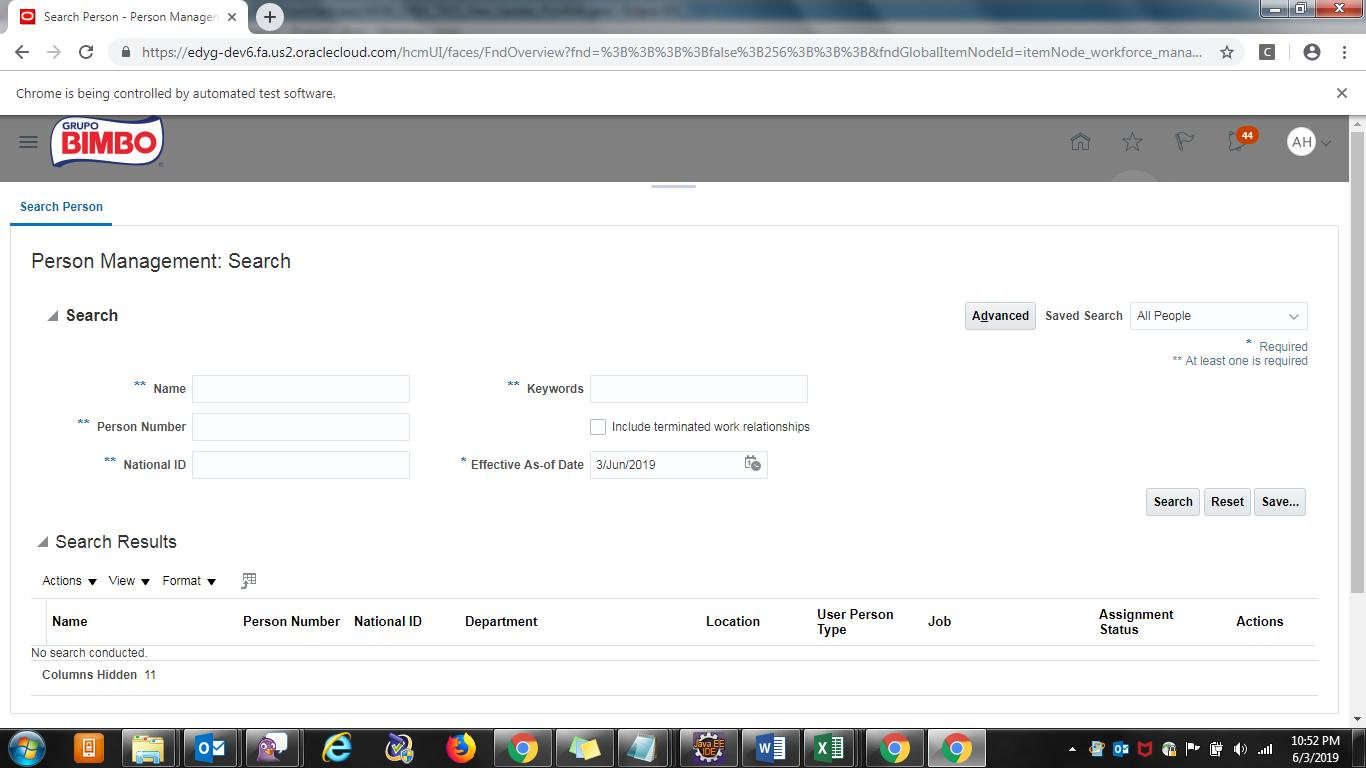 Search Person - Person Managen
https://edyg-dev6.fa.us2.oraclecloud.com/hcmUI/faces/FndOverview?fnd=%3B%3B%3B%3Bfalse%3B256%3B%3B%3B&fndGlobalItemNodeId=itemNode_workforce_mana...
C
Chrome is being controlled by automated test software.
GRUPO
BIMBO
44
AH
Search Person
Person Management: Search
Search
Advanced Saved Search All People
* Required
** At least one is required
** Name ** Keywords
** Person Number Include terminated work relationships
** National ID * Effective As-of Date 3/Jun/2019
Search Reset Save...
Search Results
Actions View Format
Name Person Number National ID Department Location User Person Type Job Assignment Status Actions
No search conducted.
Columns Hidden 11
Java EE
IDE
10:52 PM
6/3/2019